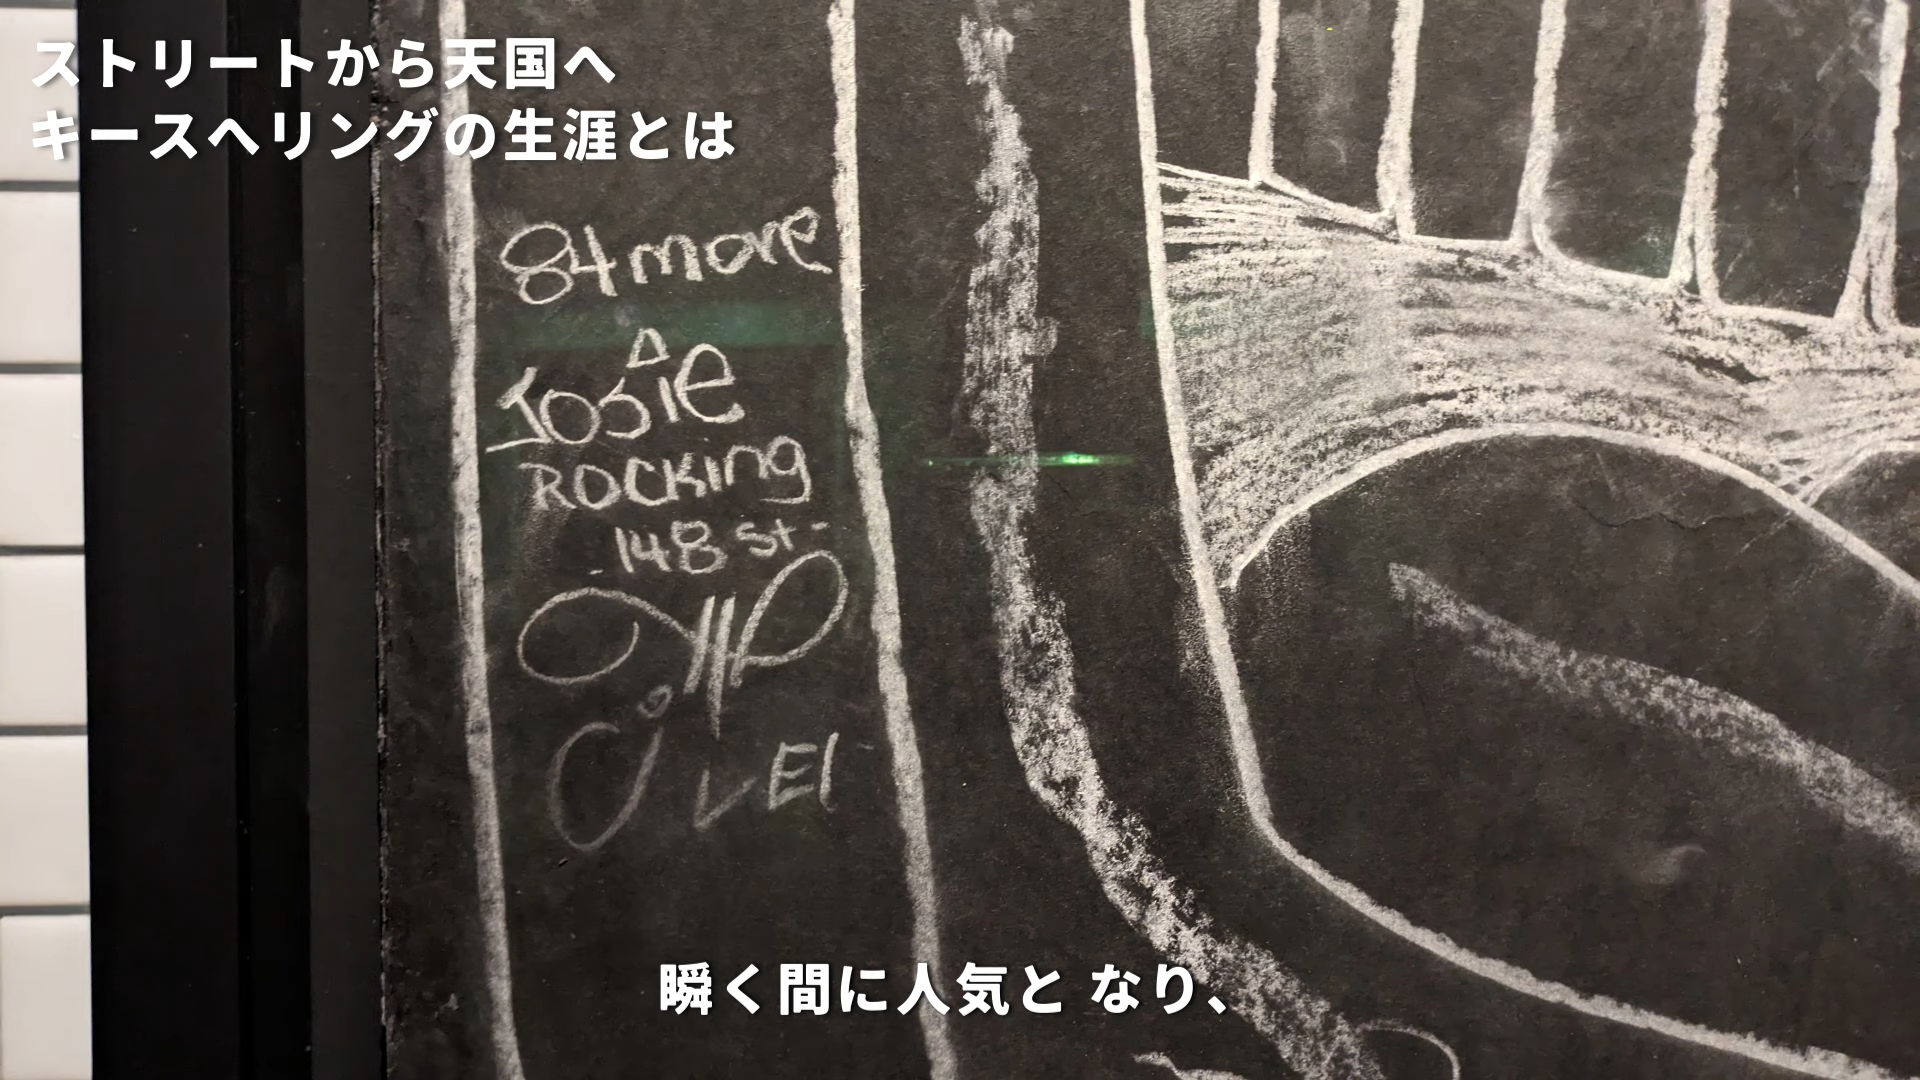 ストリートから天国へ
キースヘリングの生涯とは
84 more
Josie
ROCKing
148 St-
LEI
瞬く間に人気と なり、